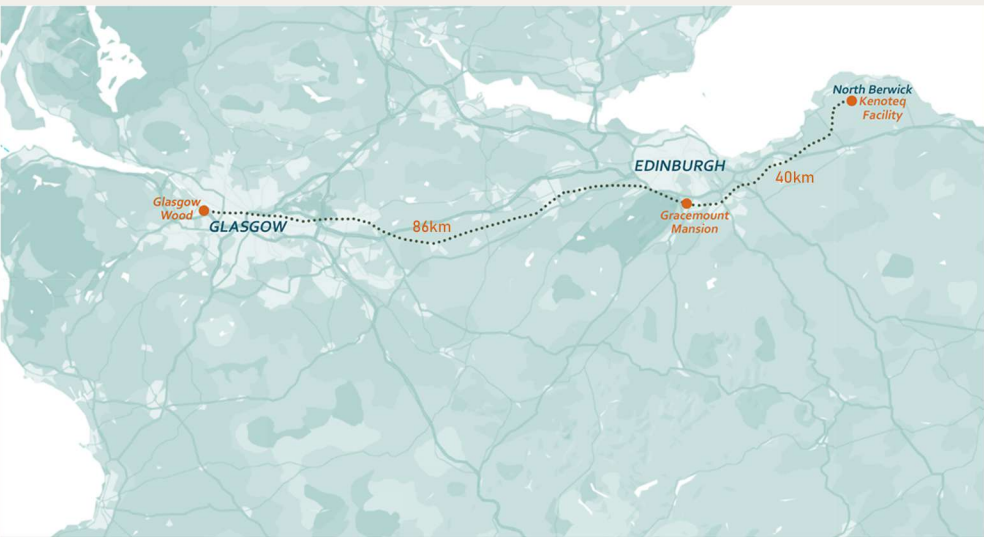 North Berwick
Kenoteq
Facility
EDINBURGH
40km
Glasgow
Wood
GLASGOW
86km
Gracemount
Mansion